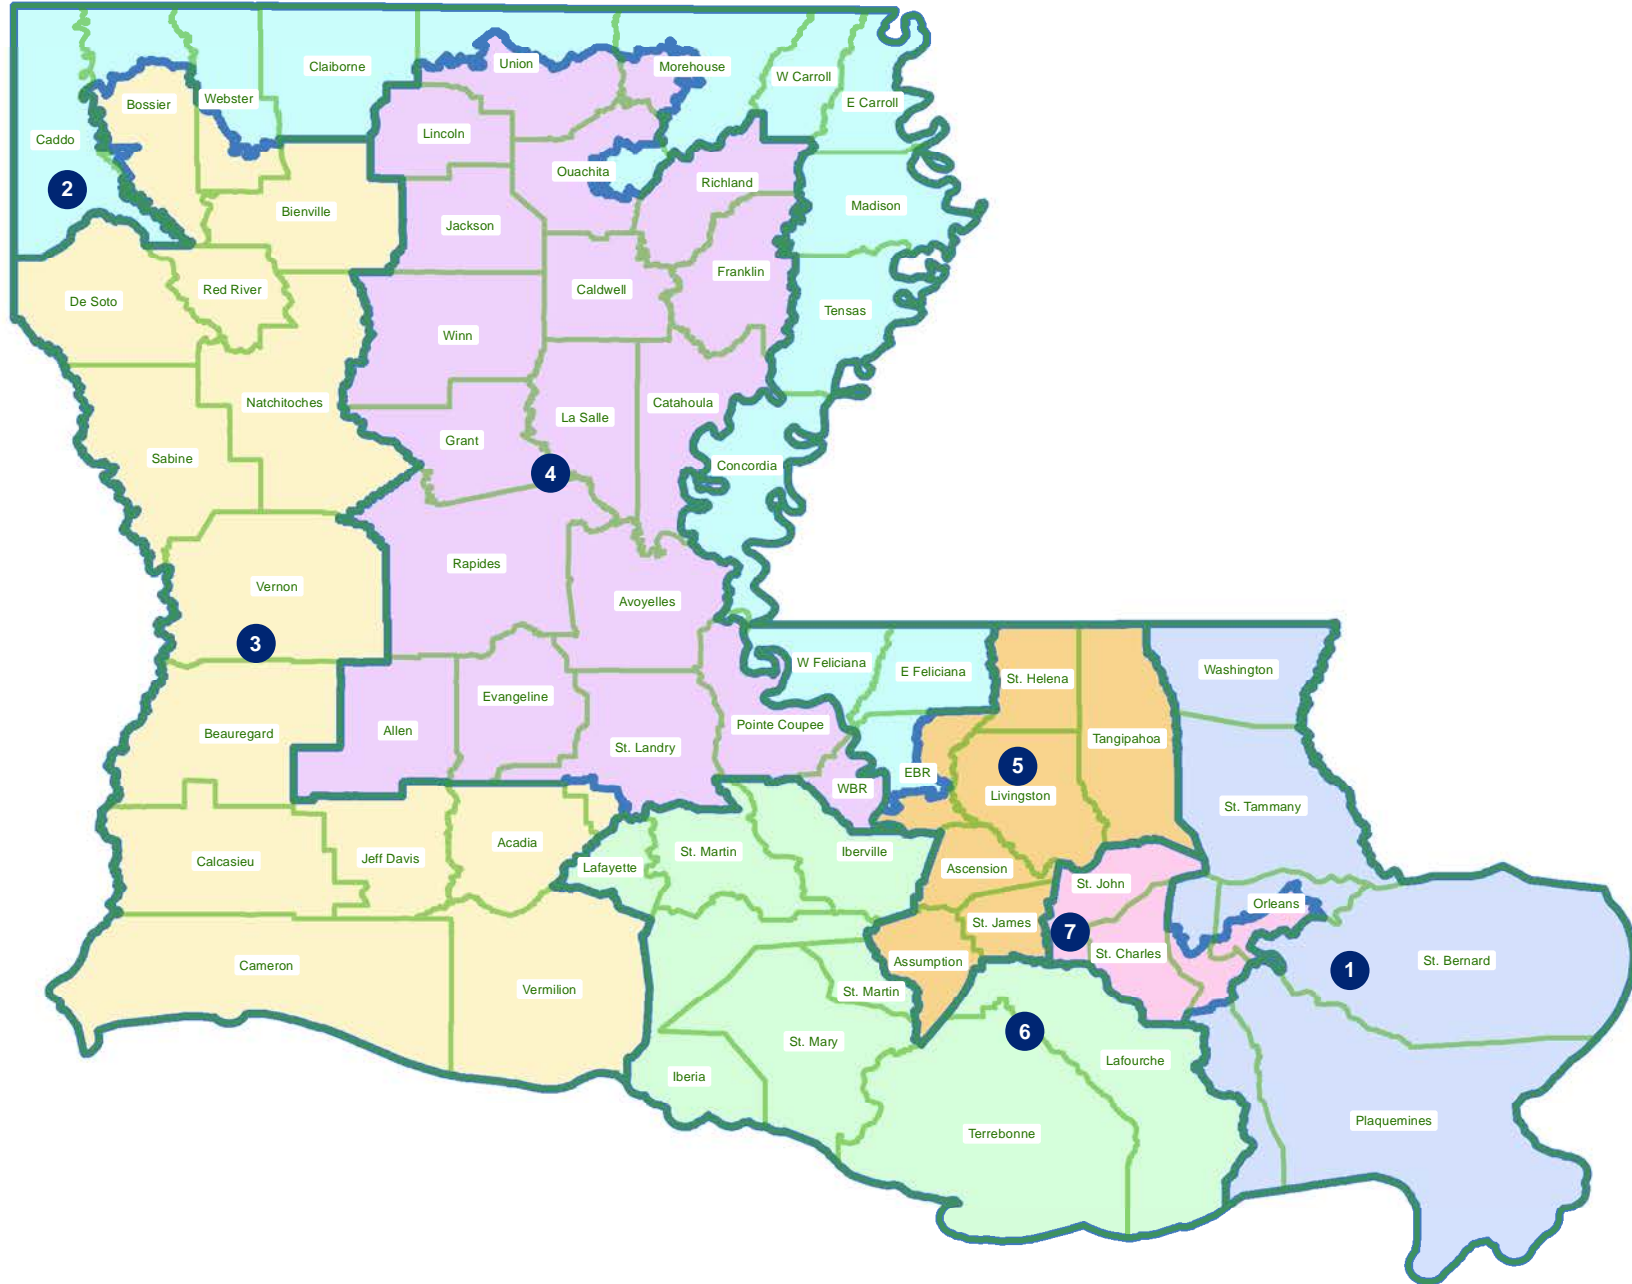 Union
Morehouse
Claiborne
W Carroll
Webster
Bossier
E Carroll
Lincoln
Caddo
Ouachita
Richland
2
Madison
Bienville
Jackson
Franklin
Red River
Caldwell
De Soto
Tensas
Winn
Natchitoches
Catahoula
La Salle
Grant
Sabine
Concordia
4
Rapides
Vernon
Avoyelles
3
W Feliciana
Washington
E Feliciana
St. Helena
Evangeline
Pointe Coupee
Allen
Beauregard
Tangipahoa
St. Landry
5
EBR
WBR
Livingston
St. Tammany
Acadia
St. Martin
Iberville
Jeff Davis
Calcasieu
Lafayette
Ascension
St. John
Orleans
St. James
7
St. Charles
St. Bernard
Assumption
Cameron
1
Vermilion
St. Martin
6
St. Mary
Lafourche
Iberia
Plaquemines
Terrebonne